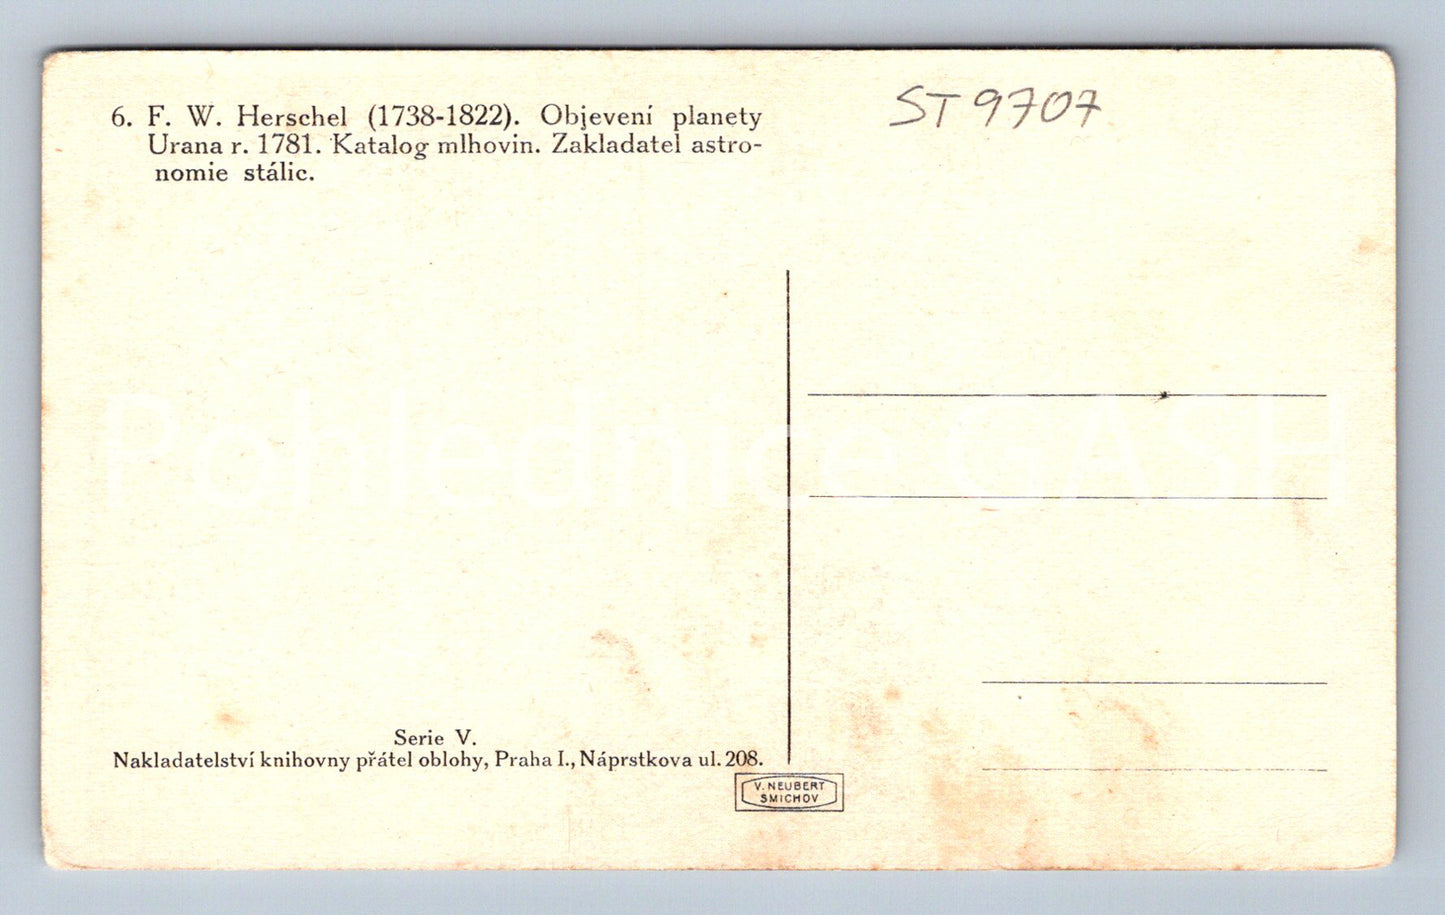 6. F. W. Herschel (1738-1822). Objevení planety
Urana r. 1781. Katalog mlhovin. Zakladatel astro-
nomie stálic.
ST 9707
Pohlednice GASH
Serie V.
Nakladatelství knihovny přátel oblohy, Praha I., Náprstkova ul. 208.
V. NEUBERT
SMICHOV